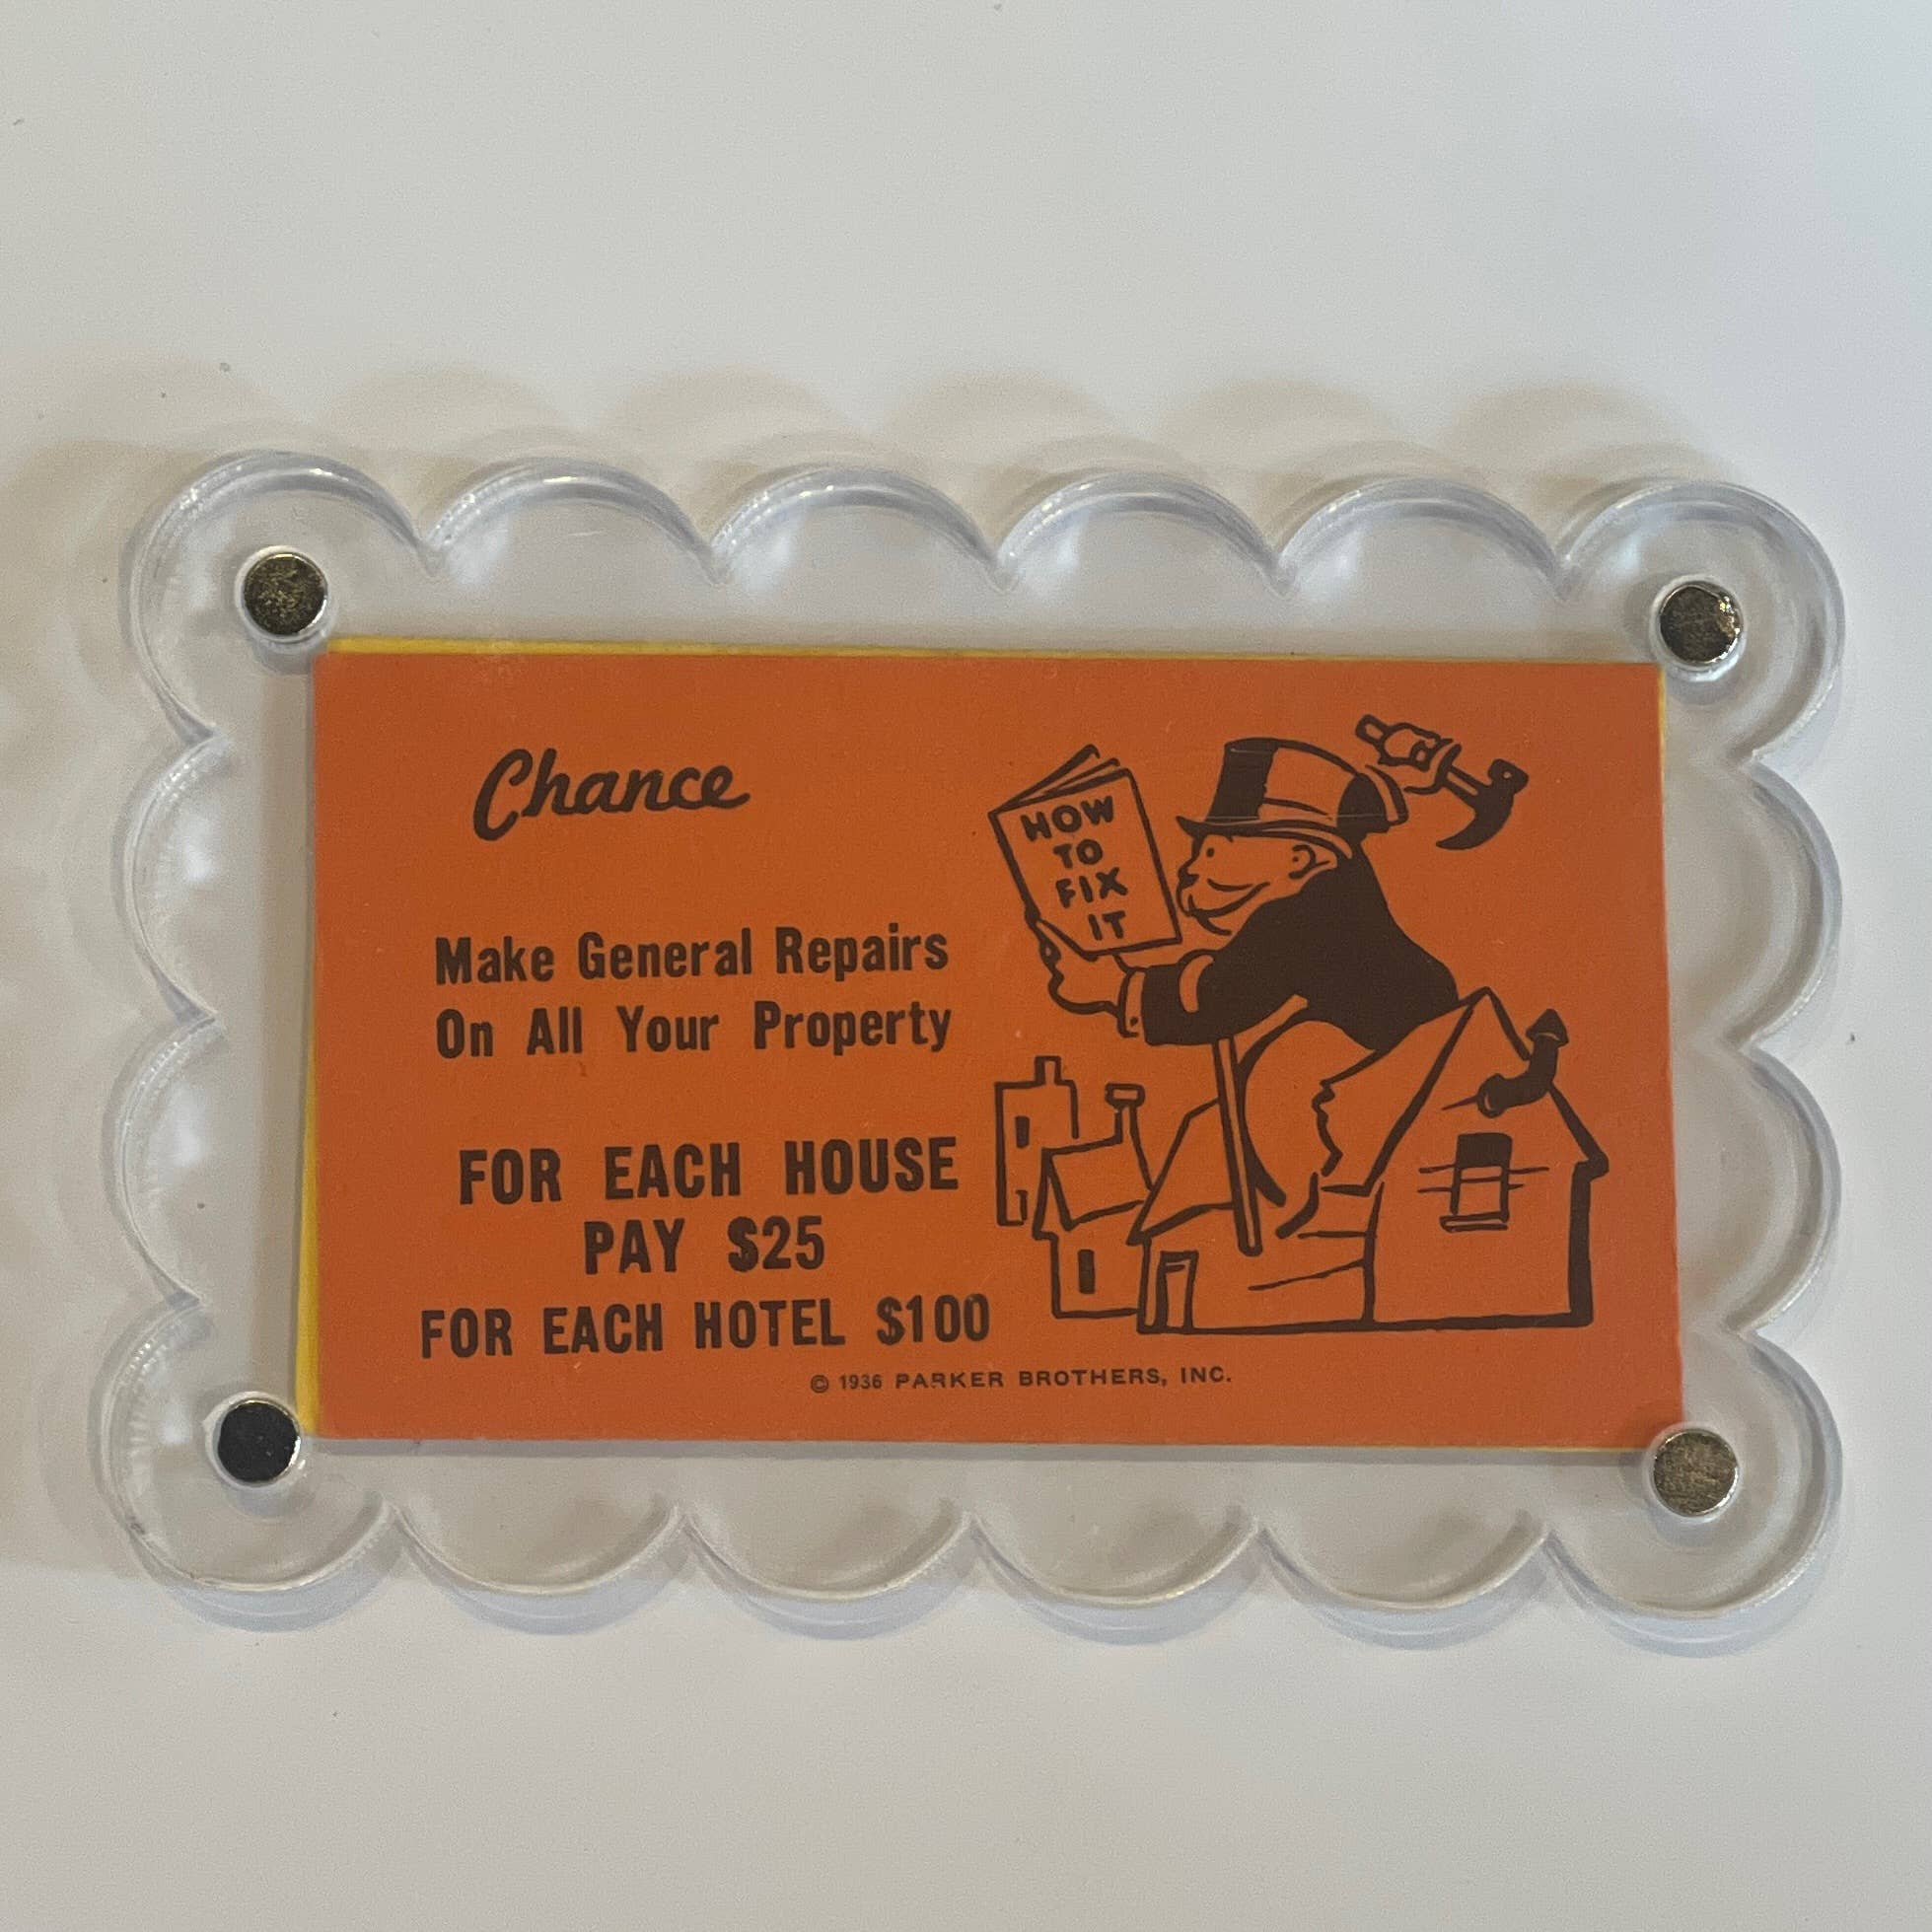 Chance
Make General Repairs
On All Your Property
FOR EACH HOUSE
PAY $25
FOR EACH HOTEL $100
HOW
TO
FIX
IT
© 1936 PARKER BROTHERS, INC.